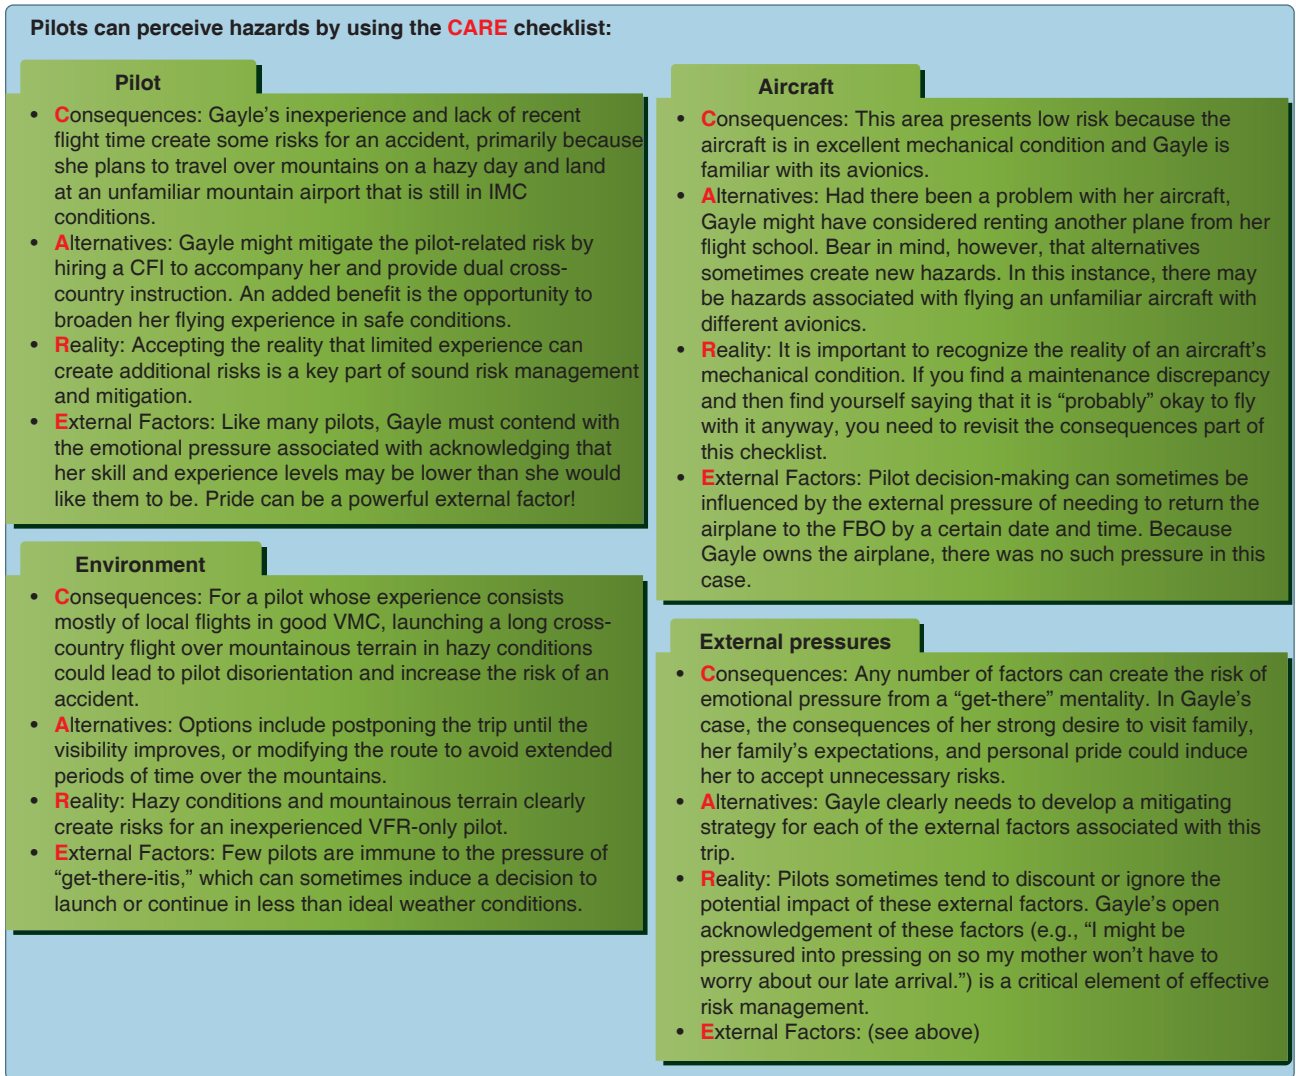 Pilots can perceive hazards by using the CARE checklist:
Pilot
• Consequences: Gayle's inexperience and lack of recent
flight time create some risks for an accident, primarily because
she plans to travel over mountains on a hazy day and land
at an unfamiliar mountain airport that is still in IMC
conditions.
• Alternatives: Gayle might mitigate the pilot-related risk by
hiring a CFI to accompany her and provide dual cross-
country instruction. An added benefit is the opportunity to
broaden her flying experience in safe conditions.
• Reality: Accepting the reality that limited experience can
create additional risks is a key part of sound risk management
and mitigation.
• External Factors: Like many pilots, Gayle must contend with
the emotional pressure associated with acknowledging that
her skill and experience levels may be lower than she would
like them to be. Pride can be a powerful external factor!
Environment
• Consequences: For a pilot whose experience consists
mostly of local flights in good VMC, launching a long cross-
country flight over mountainous terrain in hazy conditions
could lead to pilot disorientation and increase the risk of an
accident.
• Alternatives: Options include postponing the trip until the
visibility improves, or modifying the route to avoid extended
periods of time over the mountains.
• Reality: Hazy conditions and mountainous terrain clearly
create risks for an inexperienced VFR-only pilot.
• External Factors: Few pilots are immune to the pressure of
“get-there-itis,” which can sometimes induce a decision to
launch or continue in less than ideal weather conditions.
Aircraft
• Consequences: This area presents low risk because the
aircraft is in excellent mechanical condition and Gayle is
familiar with its avionics.
• Alternatives: Had there been a problem with her aircraft,
Gayle might have considered renting another plane from her
flight school. Bear in mind, however, that alternatives
sometimes create new hazards. In this instance, there may
be hazards associated with flying an unfamiliar aircraft with
different avionics.
• Reality: It is important to recognize the reality of an aircraft's
mechanical condition. If you find a maintenance discrepancy
and then find yourself saying that it is “probably” okay to fly
with it anyway, you need to revisit the consequences part of
this checklist.
• External Factors: Pilot decision-making can sometimes be
influenced by the external pressure of needing to return the
airplane to the FBO by a certain date and time. Because
Gayle owns the airplane, there was no such pressure in this
case.
External pressures
• Consequences: Any number of factors can create the risk of
emotional pressure from a “get-there” mentality. In Gayle's
case, the consequences of her strong desire to visit family,
her family's expectations, and personal pride could induce
her to accept unnecessary risks.
• Alternatives: Gayle clearly needs to develop a mitigating
strategy for each of the external factors associated with this
trip.
• Reality: Pilots sometimes tend to discount or ignore the
potential impact of these external factors. Gayle's open
acknowledgement of these factors (e.g., “I might be
pressured into pressing on so my mother won't have to
worry about our late arrival.”) is a critical element of effective
risk management.
• External Factors: (see above)